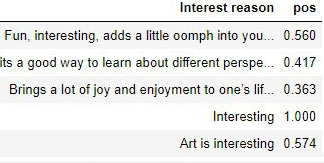 Interest reason pos
Fun, interesting, adds a little oomph into you... 0.560
its a good way to learn about different perspe... 0.417
Brings a lot of joy and enjoyment to one's lif... 0.363
Interesting 1.000
Art is interesting 0.574